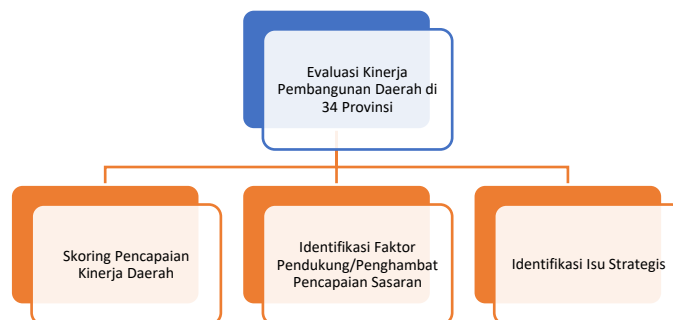 Evaluasi Kinerja
Pembangunan Daerah di
34 Provinsi
Skoring Pencapaian
Kinerja Daerah
Identifikasi Faktor
Pendukung/Penghambat
Pencapaian Sasaran
Identifikasi Isu Strategis